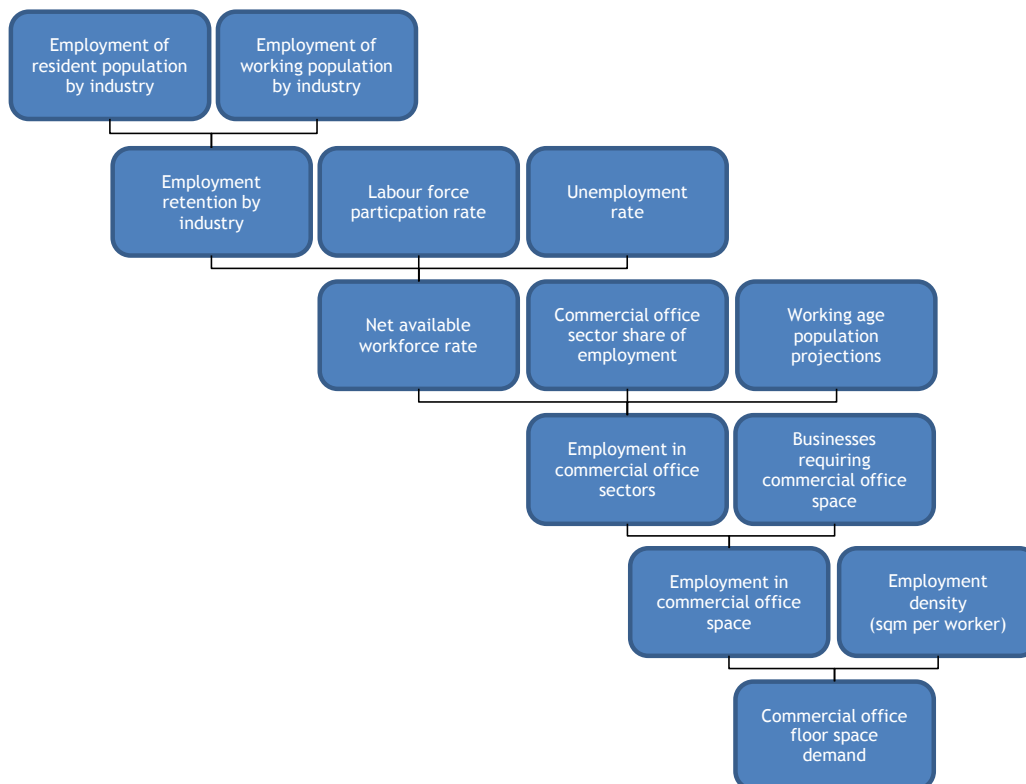 Employment of
resident population
by industry
Employment of
working population
by industry
Employment
retention by
industry
Labour force
particpation rate
Unemployment
rate
Net available
workforce rate
Commercial office
sector share of
employment
Working age
population
projections
Employment in
commercial office
sectors
Businesses
requiring
commercial office
space
Employment in
commercial office
space
Employment
density
(sqm per worker)
Commercial office
floor space
demand